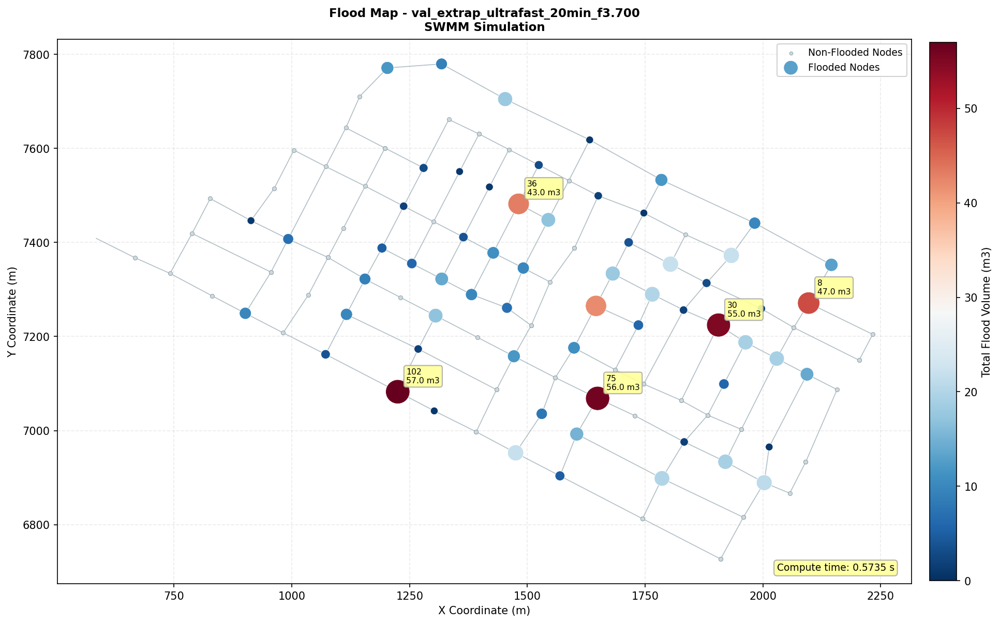 Flood Map - val_extrap_ultrafast_20min_f3.700
SWMM Simulation
Non-Flooded Nodes
Flooded Nodes
7800
7600
7400
7200
7000
6800
Y Coordinate (m)
36
43.0 m3
8
47.0 m3
30
55.0 m3
102
57.0 m3
75
56.0 m3
Compute time: 0.5735 s
750
1000
1250
1500
1750
2000
2250
X Coordinate (m)
50
40
30
20
10
0
Total Flood Volume (m3)